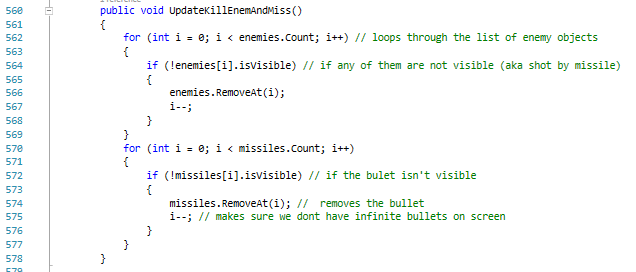 560 public void UpdateKillEnemAndMiss()
561 {
562 for (int i = 0; i < enemies.Count; i++) // loops through the list of enemy objects
563 {
564 if (!enemies[i].isVisible) // if any of them are not visible (aka shot by missile)
565 {
566 enemies.RemoveAt(i);
567 i--;
568 }
569 }
570 for (int i = 0; i < missiles.Count; i++)
571 {
572 if (!missiles[i].isVisible) // if the bulet isn't visible
573 {
574 missiles.RemoveAt(i); //  removes the bullet
575 i--; // makes sure we dont have infinite bullets on screen
576 }
577 }
578 }